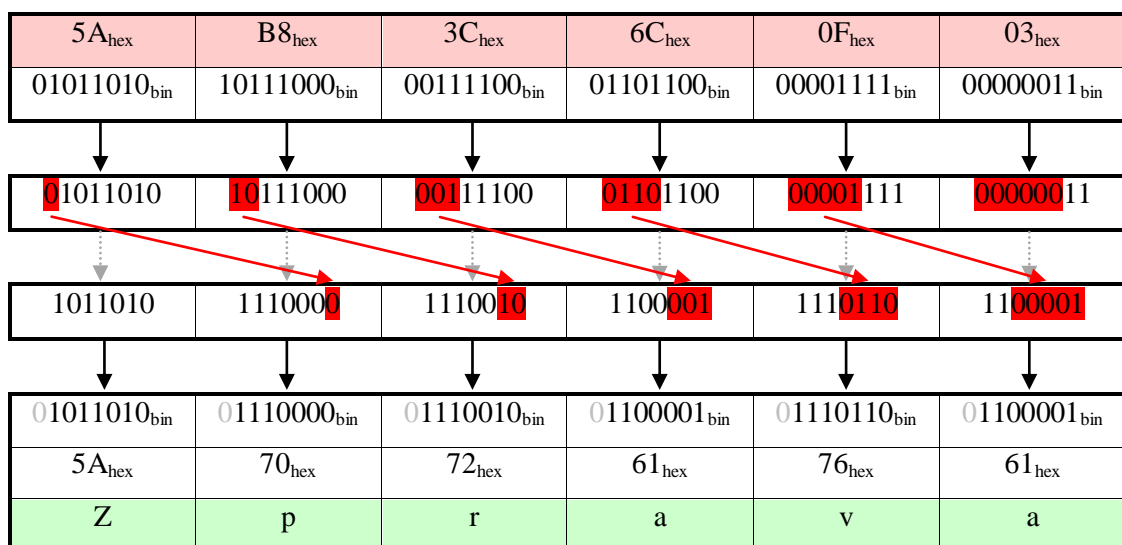 5Ahex B8hex 3Chex 6Chex 0Fhex 03hex
01011010bin 10111000bin 00111100bin 01101100bin 00001111bin 00000011bin
01011010 10111000 00111100 01101100 00001111 00000011
1011010 1110000 1110010 1100001 1110110 1100001
01011010bin 01110000bin 01110010bin 01100001bin 01110110bin 01100001bin
5Ahex 70hex 72hex 61hex 76hex 61hex
Z p r a v a